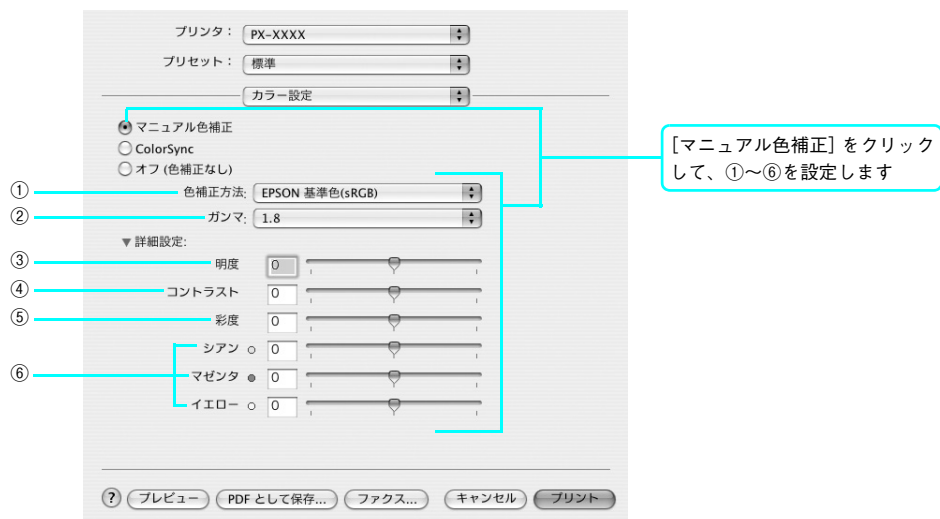 プリンタ： PX-XXXX
プリセット： 標準
カラー設定
マニュアル色補正
ColorSync
オフ (色補正なし)
[マニュアル色補正] をクリック
して、①～⑥を設定します
① 色補正方法: EPSON 基準色(sRGB)
② ガンマ: 1.8
▼ 詳細設定:
③ 明度 0
④ コントラスト 0
⑤ 彩度 0
シアン 0
⑥ マゼンタ 0
イエロー 0
? プレビュー PDF として保存... ファクス... キャンセル プリント